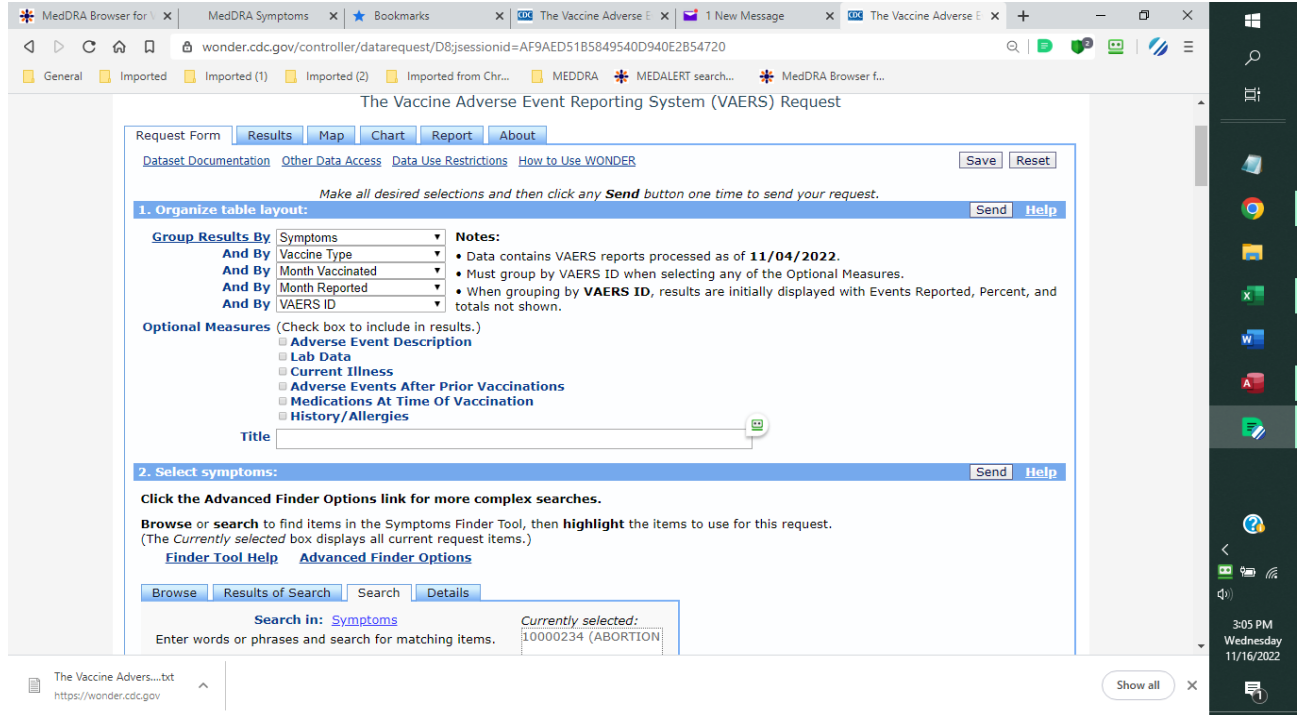 MedDRA Browser for V
MedDRA Symptoms
Bookmarks
The Vaccine Adverse E
1 New Message
The Vaccine Adverse E
wonder.cdc.gov/controller/datarequest/D8;jsessionid=AF9AED51B5849540D940E2B54720
General Imported Imported (1) Imported (2) Imported from Chr... MEDDRA MEDALERT search... MedDRA Browser f...
The Vaccine Adverse Event Reporting System (VAERS) Request
Request Form Results Map Chart Report About
Dataset Documentation Other Data Access Data Use Restrictions How to Use WONDER Save Reset
Make all desired selections and then click any Send button one time to send your request.
1. Organize table layout: Send Help
Group Results By Symptoms
And By Vaccine Type
And By Month Vaccinated
And By Month Reported
And By VAERS ID
Notes:
• Data contains VAERS reports processed as of 11/04/2022.
• Must group by VAERS ID when selecting any of the Optional Measures.
• When grouping by VAERS ID, results are initially displayed with Events Reported, Percent, and
totals not shown.
Optional Measures (Check box to include in results.)
Adverse Event Description
Lab Data
Current Illness
Adverse Events After Prior Vaccinations
Medications At Time Of Vaccination
History/Allergies
Title
2. Select symptoms: Send Help
Click the Advanced Finder Options link for more complex searches.
Browse or search to find items in the Symptoms Finder Tool, then highlight the items to use for this request.
(The Currently selected box displays all current request items.)
Finder Tool Help Advanced Finder Options
Browse Results of Search Search Details
Search in: Symptoms
Enter words or phrases and search for matching items.
Currently selected:
10000234 (ABORTION
The Vaccine Advers....txt
https://wonder.cdc.gov
Show all
3:05 PM
Wednesday
11/16/2022